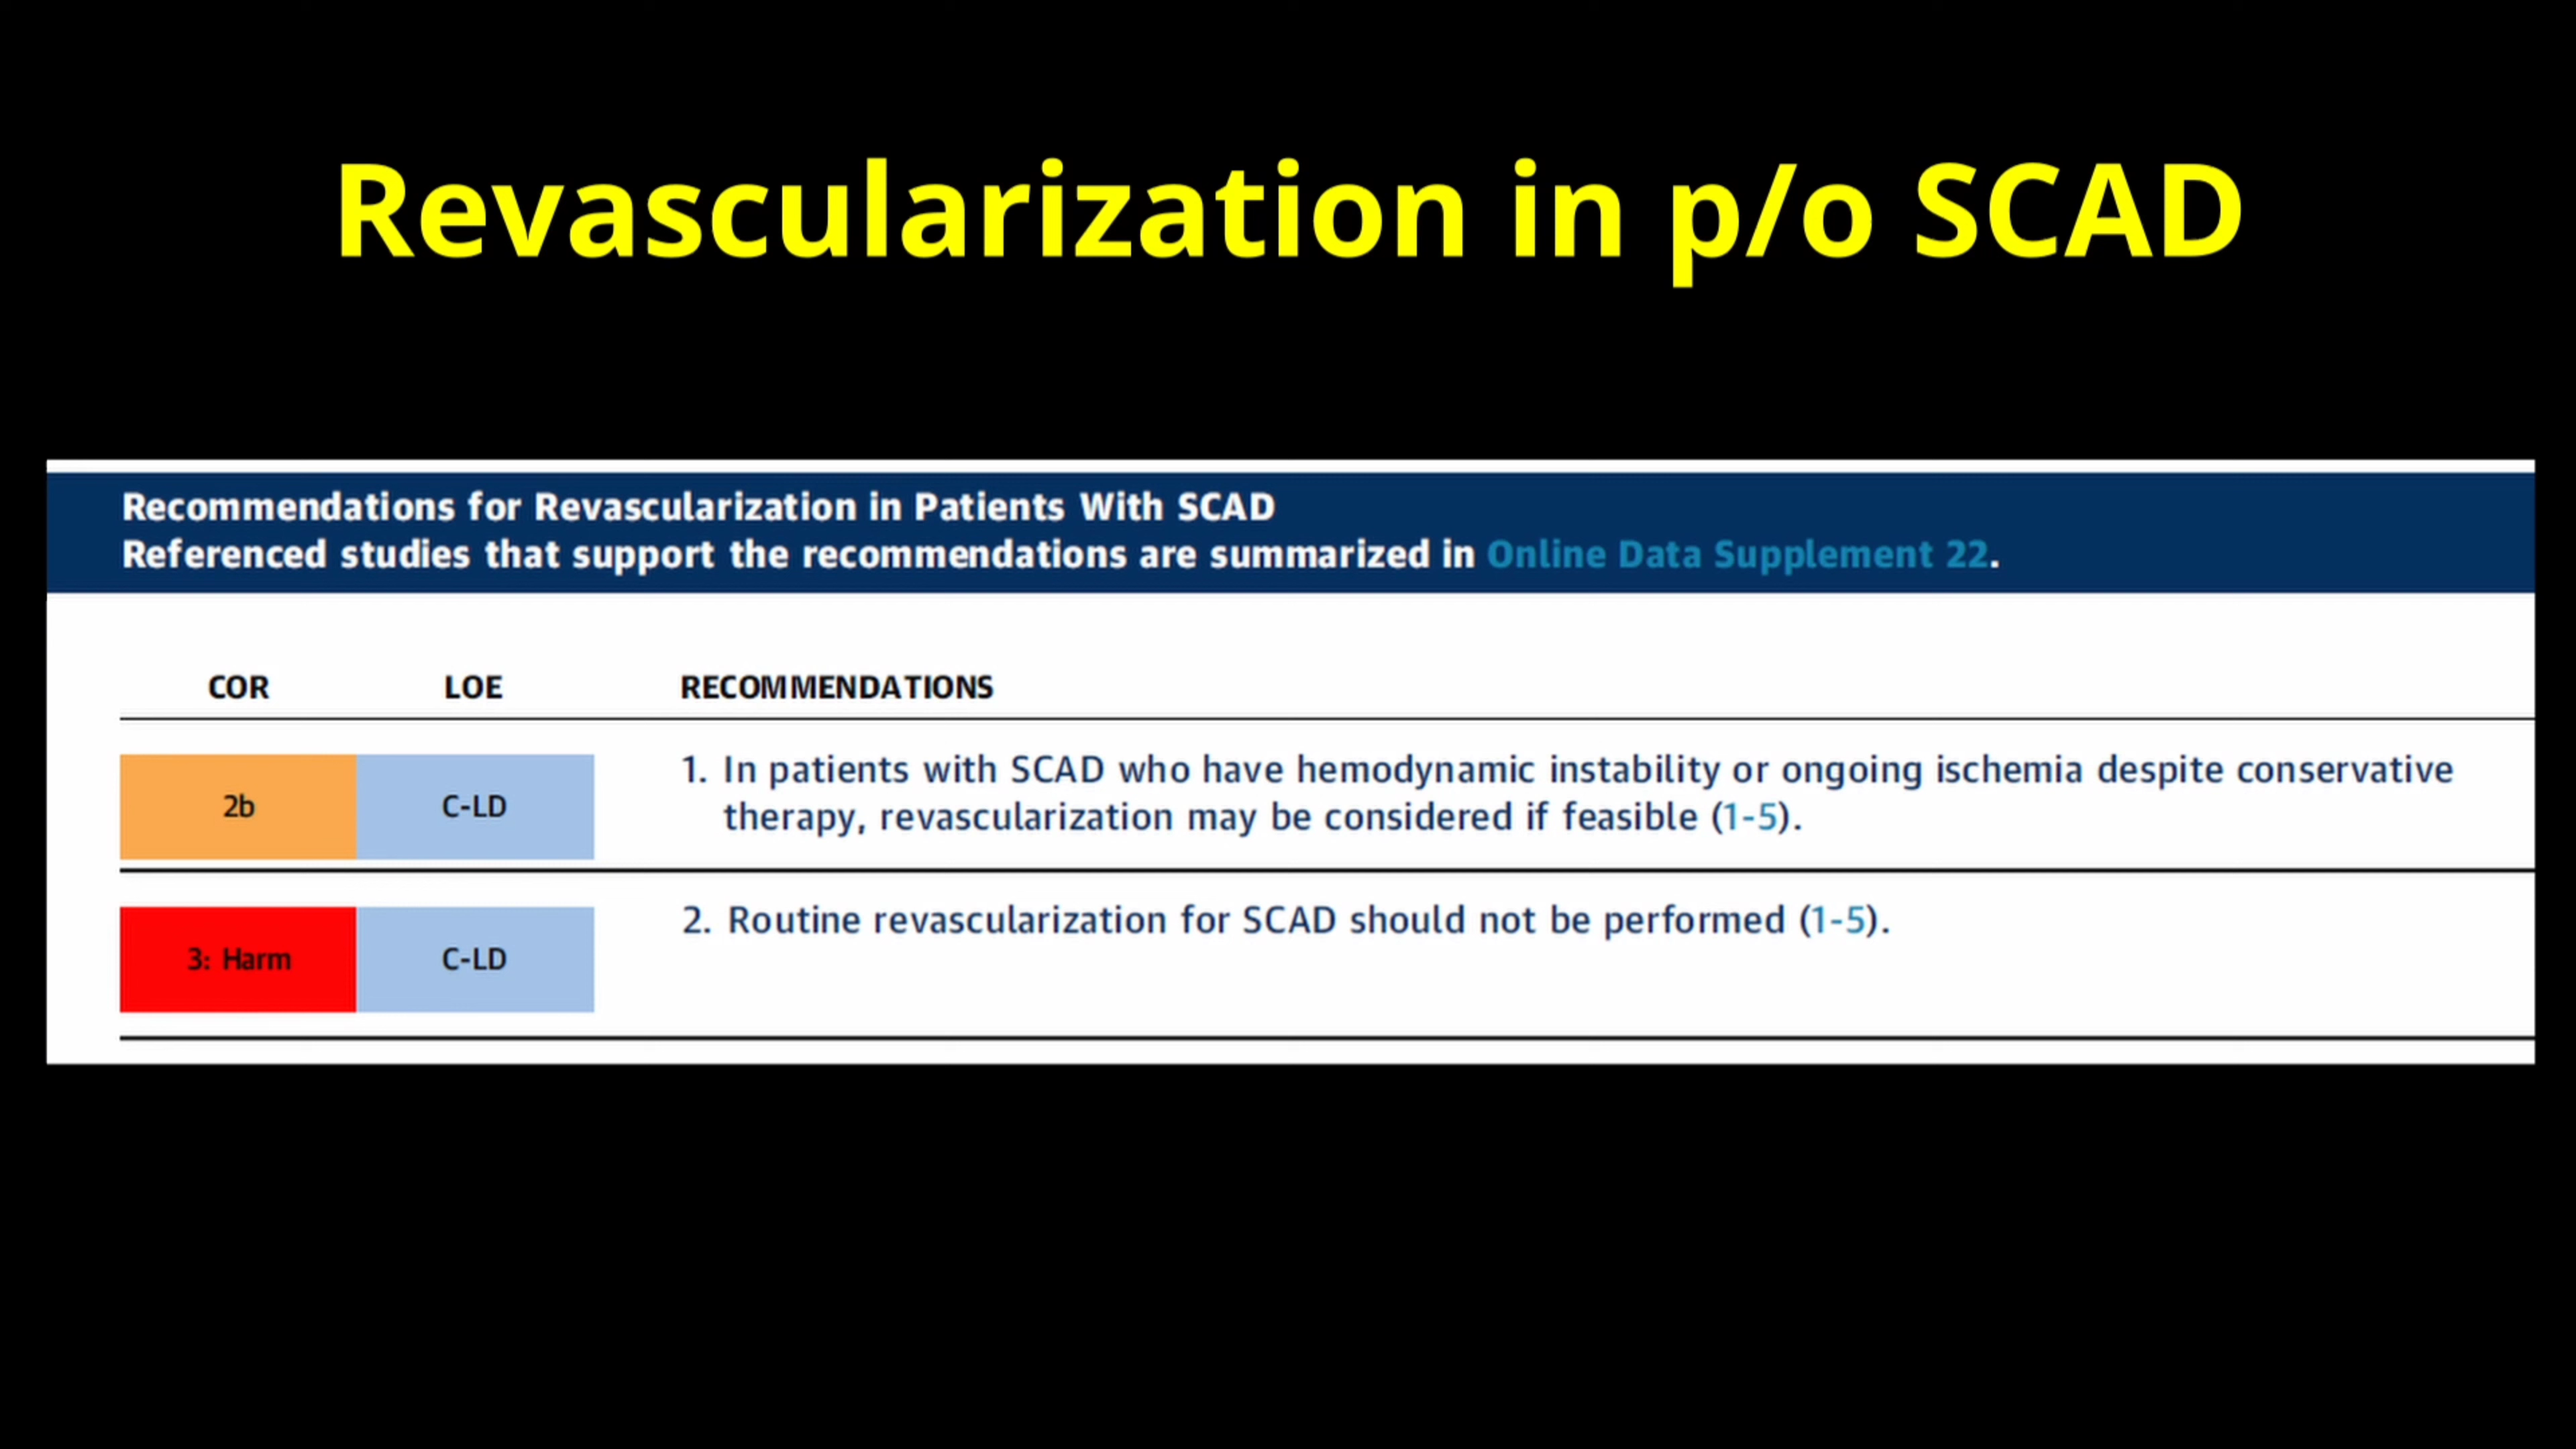 Revascularization in p/o SCAD
Recommendations for Revascularization in Patients With SCAD
Referenced studies that support the recommendations are summarized in Online Data Supplement 22.
COR LOE RECOMMENDATIONS
2b C-LD 1. In patients with SCAD who have hemodynamic instability or ongoing ischemia despite conservative
therapy, revascularization may be considered if feasible (1-5).
3: Harm C-LD 2. Routine revascularization for SCAD should not be performed (1-5).